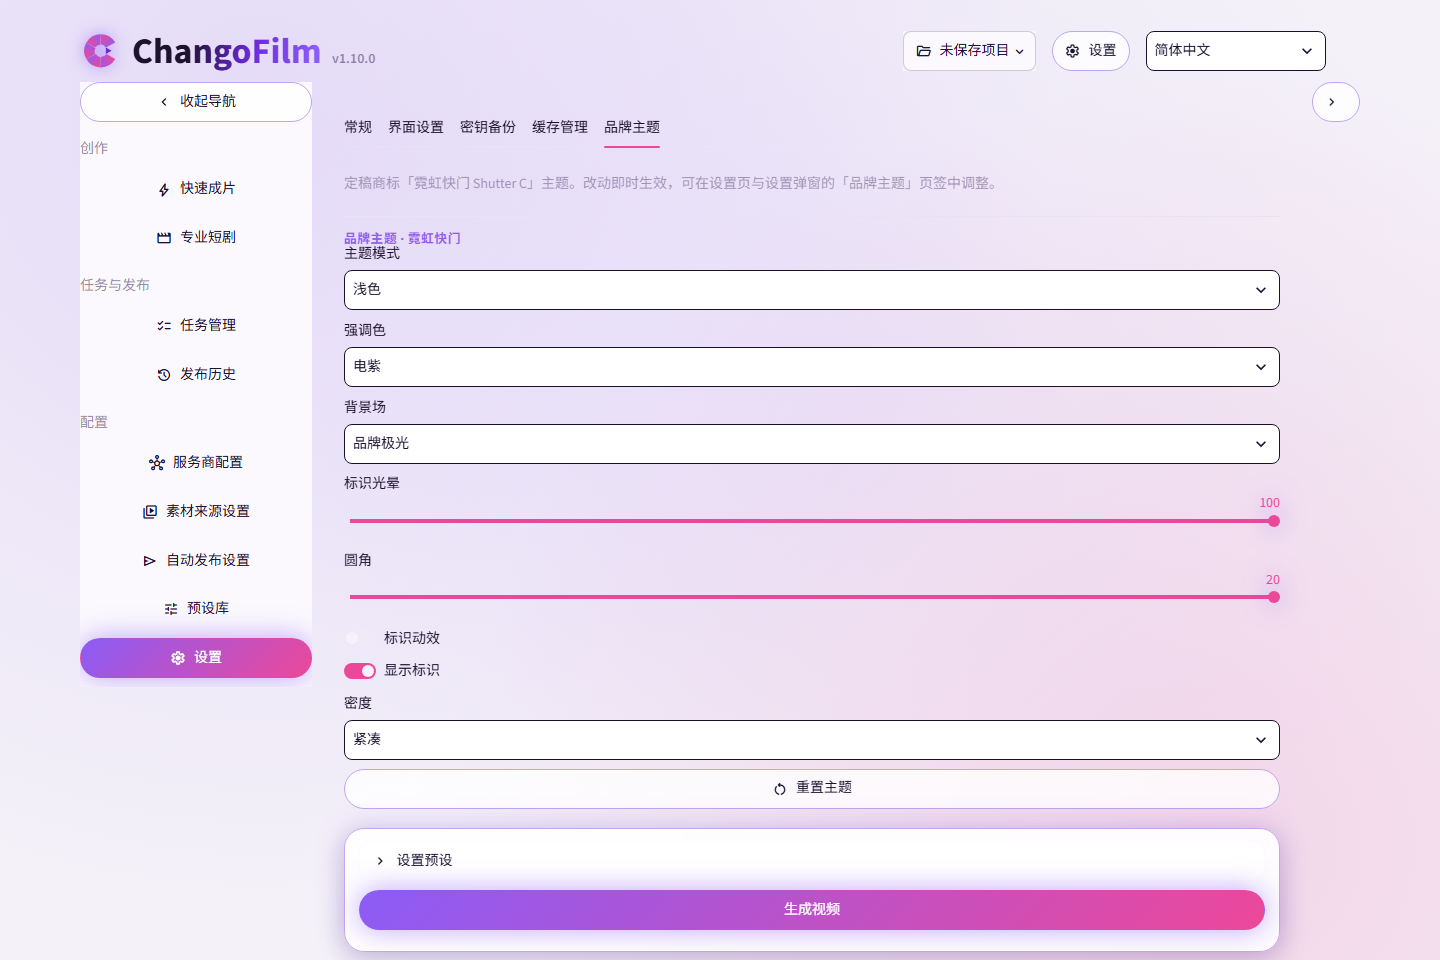 ChangoFilm v1.10.0
未保存项目
设置
简体中文
收起导航
创作
快速成片
专业短剧
任务与发布
任务管理
发布历史
配置
服务商配置
素材来源设置
自动发布设置
预设库
设置
常规 界面设置 密钥备份 缓存管理 品牌主题
定稿商标「霓虹快门 Shutter C」主题。改动即时生效，可在设置页与设置弹窗的「品牌主题」页签中调整。
品牌主题 · 霓虹快门
主题模式
浅色
强调色
电紫
背景场
品牌极光
标识光晕
100
圆角
20
标识动效
显示标识
密度
紧凑
重置主题
设置预设
生成视频